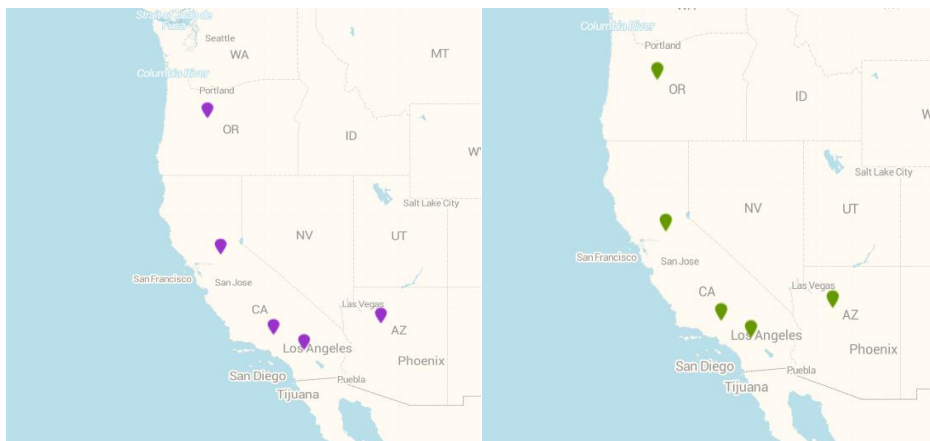 Seattle
WA
MT
Columbia River
Portland
OR
ID
Salt Lake City
NV
UT
San Francisco
San Jose
CA
Las Vegas
AZ
Los Angeles
Phoenix
San Diego
Puebla
Tijuana
Columbia River
Portland
OR
ID
Salt Lake City
NV
UT
San Francisco
San Jose
CA
Las Vegas
AZ
Los Angeles
Phoenix
San Diego
Puebla
Tijuana